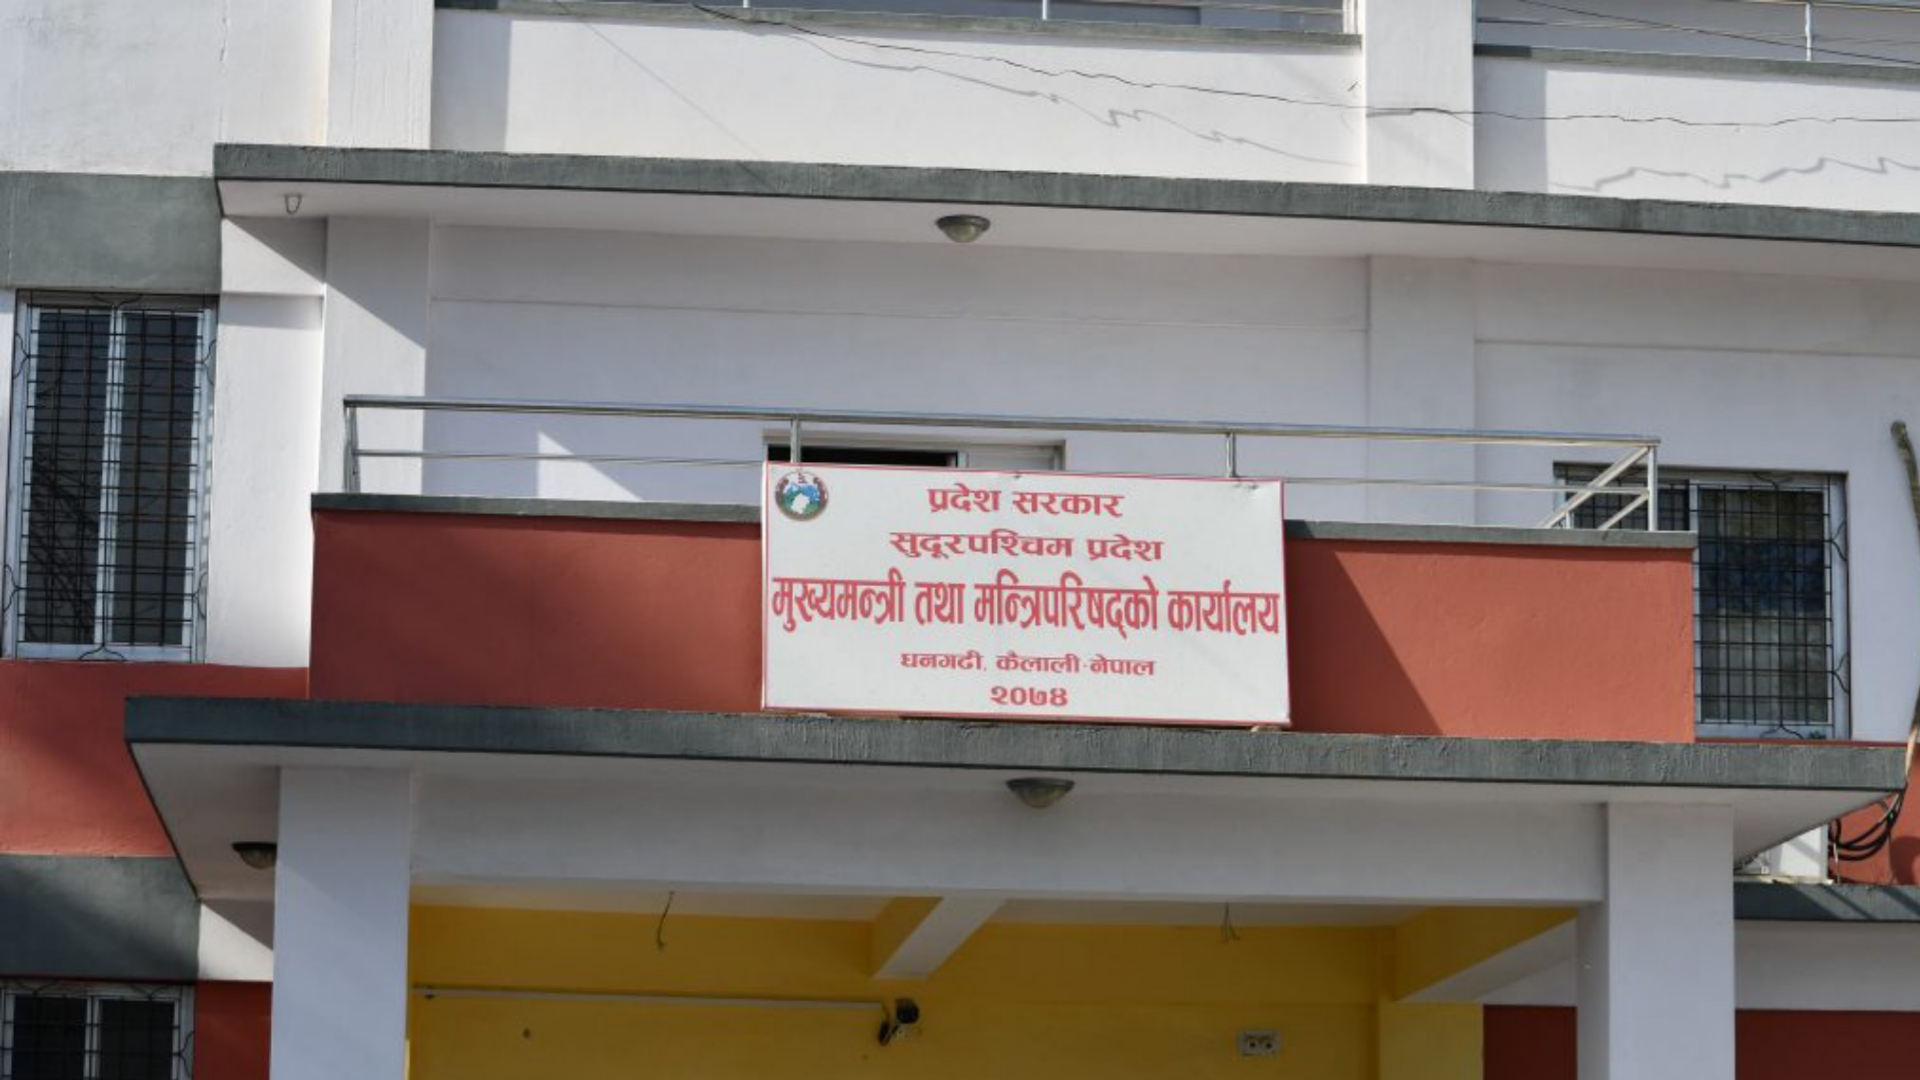 प्रदेश सरकार
सुदूरपश्चिम प्रदेश
मुख्यमन्त्री तथा मन्त्रिपरिषद्को कार्यालय
धनगढी, कैलाली-नेपाल
२०७४